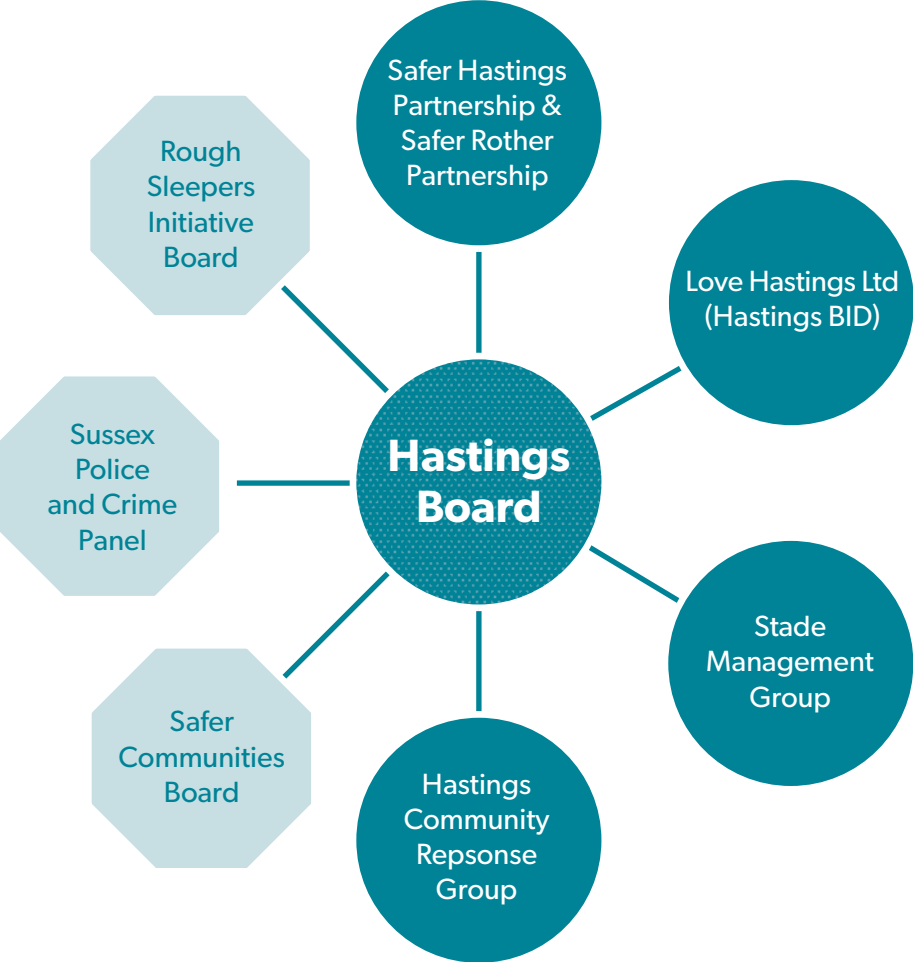 Safer Hastings
Partnership &
Safer Rother
Partnership
Rough
Sleepers
Initiative
Board
Love Hastings Ltd
(Hastings BID)
Hastings
Board
Sussex
Police
and Crime
Panel
Stade
Management
Group
Safer
Communities
Board
Hastings
Community
Repsonse
Group